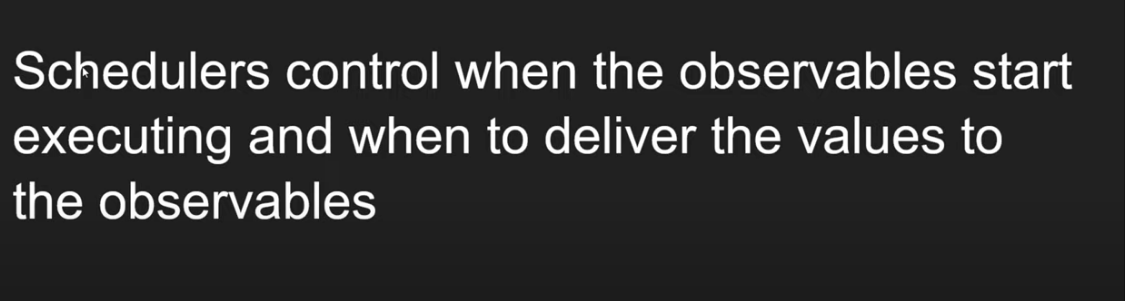 Schedulers control when the observables start
executing and when to deliver the values to
the observables